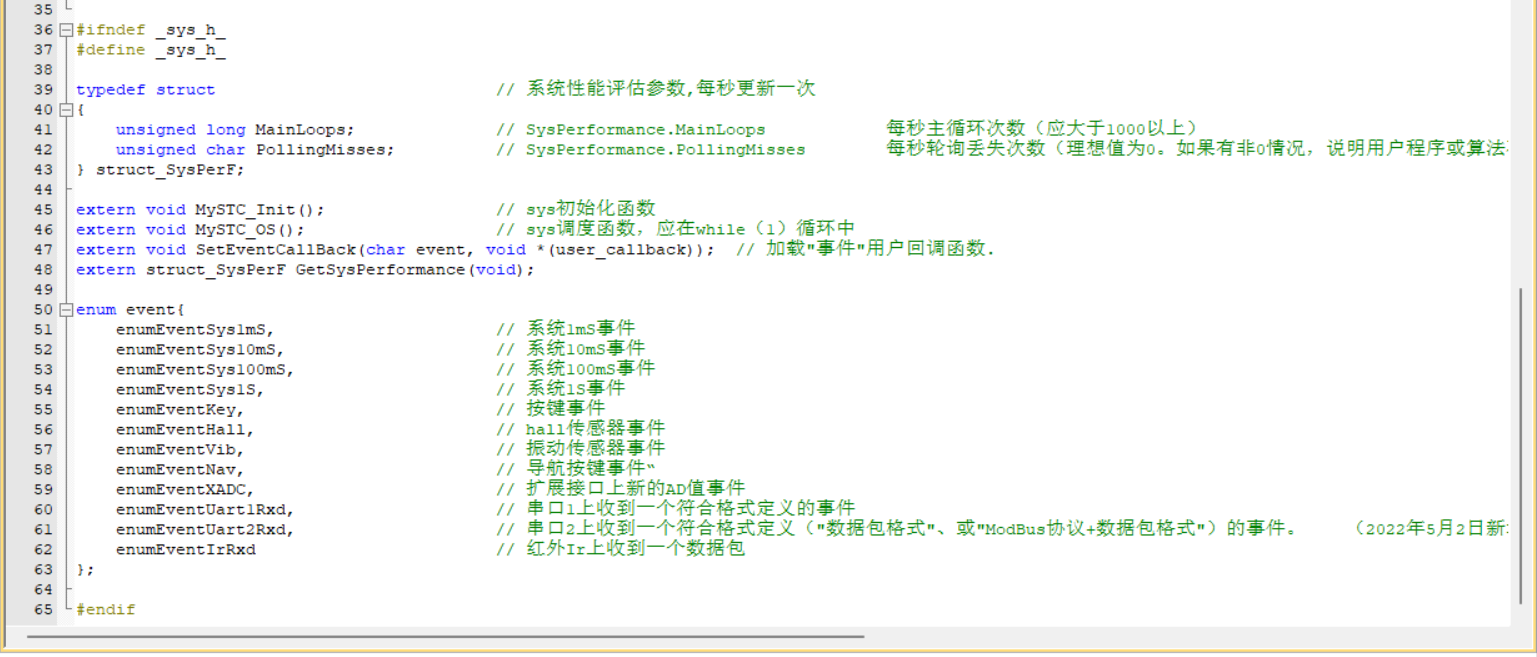 35
36 #ifndef _sys_h_
37 #define _sys_h_
38
39 typedef struct // 系统性能评估参数,每秒更新一次
40 {
41 unsigned long MainLoops; // SysPerformance.MainLoops 每秒主循环次数（应大于1000以上）
42 unsigned char PollingMisses; // SysPerformance.PollingMisses 每秒轮询丢失次数（理想值为0。如果有非0情况，说明用户程序或算法
43 } struct_SysPerF;
44
45 extern void MySTC_Init(); // sys初始化函数
46 extern void MySTC_OS(); // sys调度函数，应在while（1）循环中
47 extern void SetEventCallBack(char event, void *(user_callback)); // 加载"事件"用户回调函数.
48 extern struct_SysPerF GetSysPerformance(void);
49
50 enum event{
51 enumEventSys1mS, // 系统1mS事件
52 enumEventSys10mS, // 系统10mS事件
53 enumEventSys100mS, // 系统100mS事件
54 enumEventSys1S, // 系统1S事件
55 enumEventKey, // 按键事件
56 enumEventHall, // hall传感器事件
57 enumEventVib, // 振动传感器事件
58 enumEventNav, // 导航按键事件“
59 enumEventXADC, // 扩展接口上新的AD值事件
60 enumEventUart1Rxd, // 串口1上收到一个符合格式定义的事件
61 enumEventUart2Rxd, // 串口2上收到一个符合格式定义（"数据包格式"、或"ModBus协议+数据包格式"）的事件。 （2022年5月2日新
62 enumEventIrRxd // 红外Ir上收到一个数据包
63 };
64
65 #endif